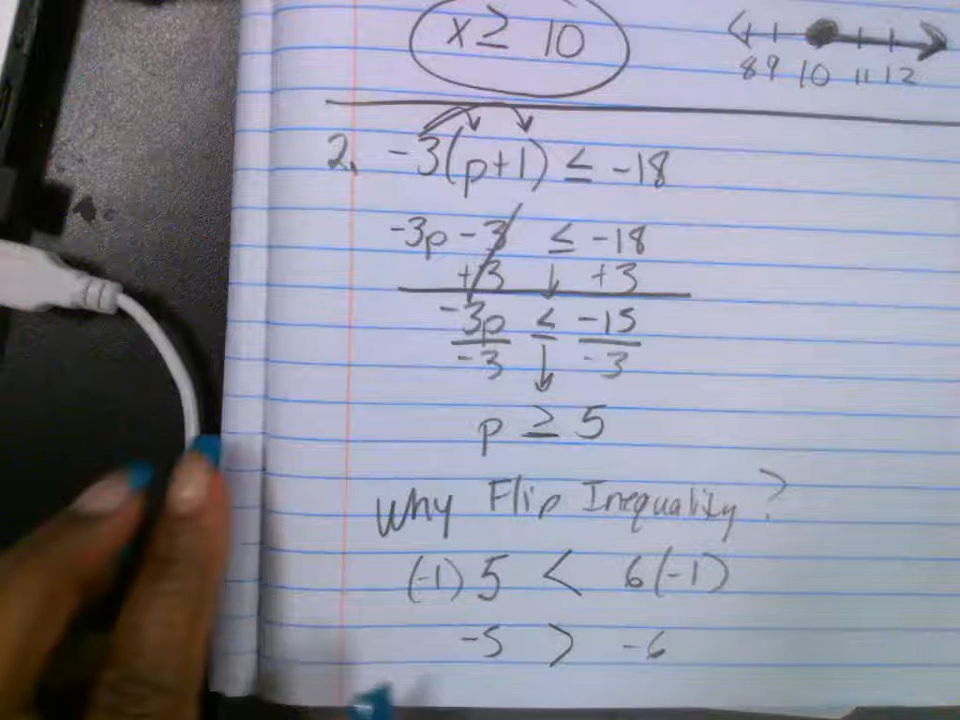 x ≥ 10
8 9 10 11 12
2. -3(p+1) ≤ -18
-3p - 3 ≤ -18
+3 +3
-3p ≤ -15
-3 -3
p ≥ 5
Why Flip Inequality?
(-1) 5 < 6(-1)
-5 > -6